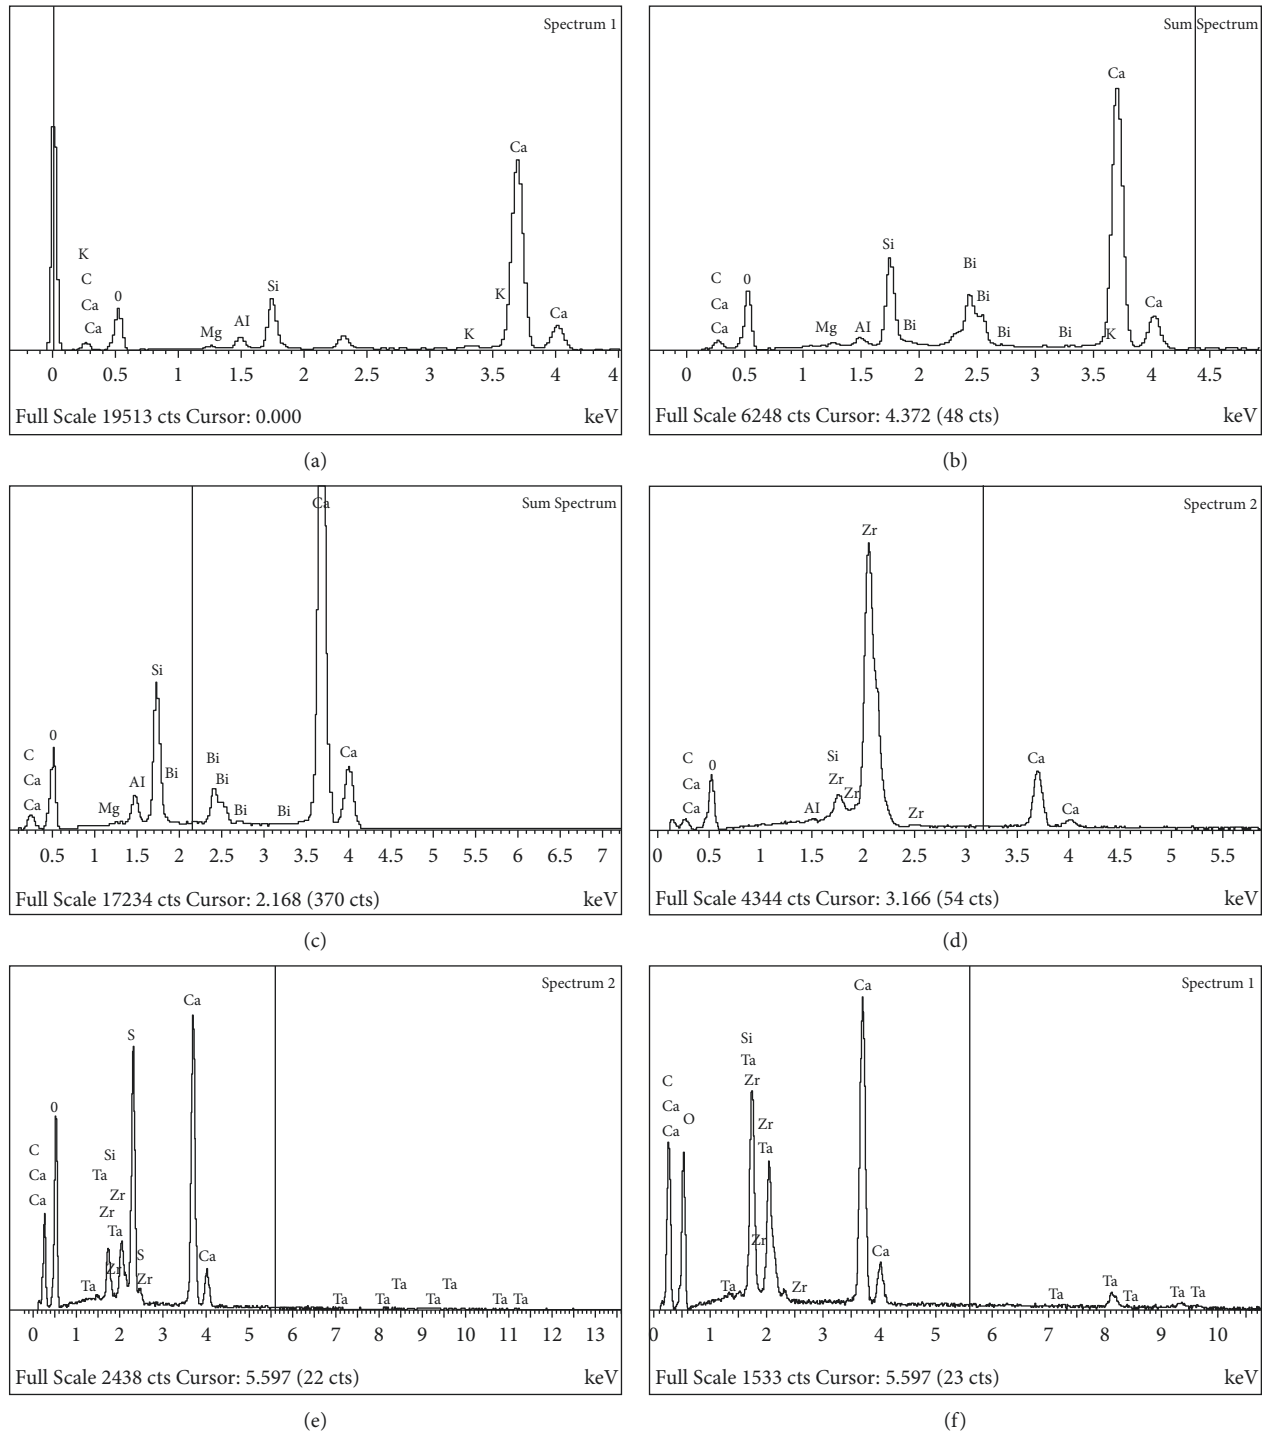 Spectrum 1
Ca
K
C
Ca
Ca
0
Mg
AI
Si
K
K
Ca
0 0.5 1 1.5 2 2.5 3 3.5 4 4
Full Scale 19513 cts Cursor: 0.000 keV
(a)
Sum Spectrum
Ca
C
Ca
Ca
0
Mg
AI
Si
Bi
Bi
Bi
Bi
Bi
K
Ca
0 0.5 1 1.5 2 2.5 3 3.5 4 4.5
Full Scale 6248 cts Cursor: 4.372 (48 cts) keV
(b)
Sum Spectrum
Ca
C
Ca
Ca
0
Mg
AI
Si
Bi
Bi
Bi
Bi
Bi
Ca
0.5 1 1.5 2 2.5 3 3.5 4 4.5 5 5.5 6 6.5 7
Full Scale 17234 cts Cursor: 2.168 (370 cts) keV
(c)
Spectrum 2
Zr
C
Ca
Ca
0
AI
Si
Zr
Zr
Zr
Ca
Ca
0 0.5 1 1.5 2 2.5 3 3.5 4 4.5 5 5.5
Full Scale 4344 cts Cursor: 3.166 (54 cts) keV
(d)
Spectrum 2
Ca
S
C
Ca
Ca
0
Si
Ta
Zr
Zr
Ta
Zr
Ta
S
Zr
Ca
Ta
Ta
Ta
Ta
Ta
Ta
Ta
0 1 2 3 4 5 6 7 8 9 10 11 12 13
Full Scale 2438 cts Cursor: 5.597 (22 cts) keV
(e)
Spectrum 1
Ca
C
Ca
Ca
O
Si
Ta
Zr
Zr
Ta
Zr
Ta
Zr
Ca
Ta
Ta
Ta
Ta
Ta
0 1 2 3 4 5 6 7 8 9 10
Full Scale 1533 cts Cursor: 5.597 (23 cts) keV
(f)